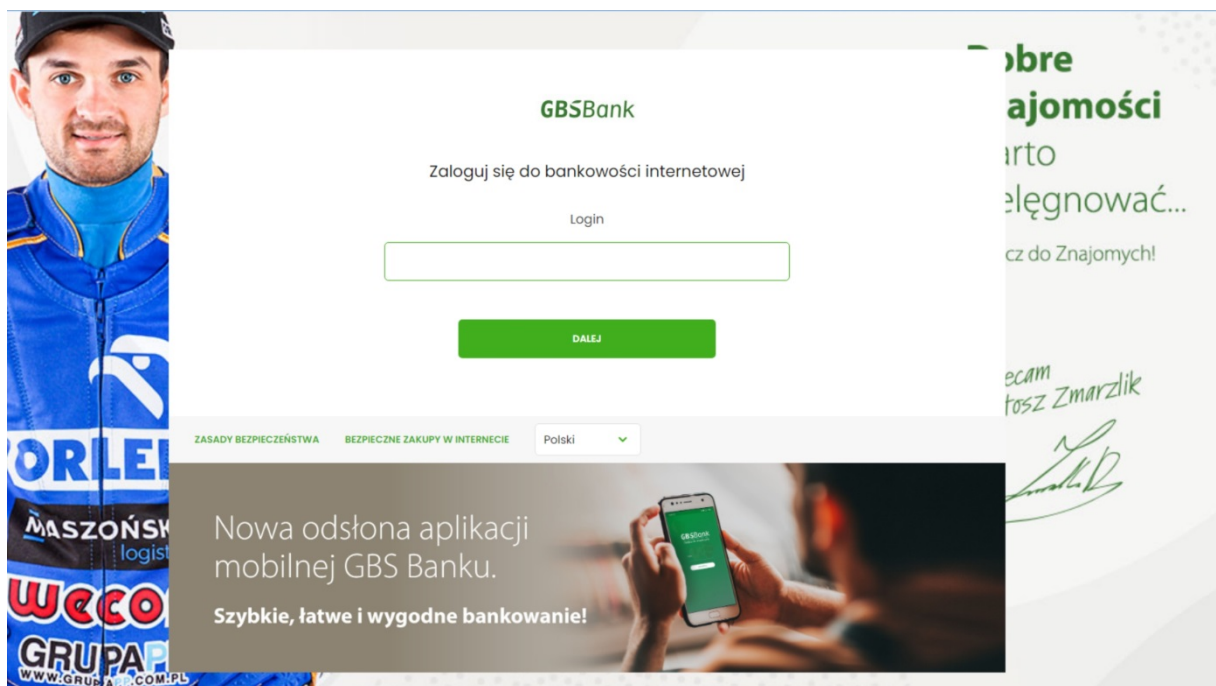 GBSBank
Zaloguj się do bankowości internetowej
Login
DALEJ
ZASADY BEZPIECZEŃSTWA
BEZPIECZNE ZAKUPY W INTERNECIE
Polski
Nowa odsłona aplikacji
mobilnej GBS Banku.
Szybkie, łatwe i wygodne bankowanie!
GBSBank
obre
ajomości
arto
elęgnować...
cz do Znajomych!
ecam
tosz Zmarzlik
ORLE
MASZOŃSK
logist
WECO
GRUPA
WWW.GRUPA.COM.PL